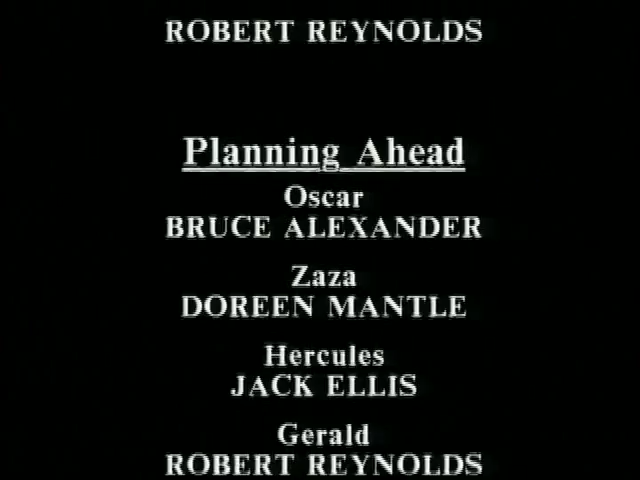 ROBERT REYNOLDS
Planning Ahead
Oscar
BRUCE ALEXANDER
Zaza
DOREEN MANTLE
Hercules
JACK ELLIS
Gerald
ROBERT REYNOLDS